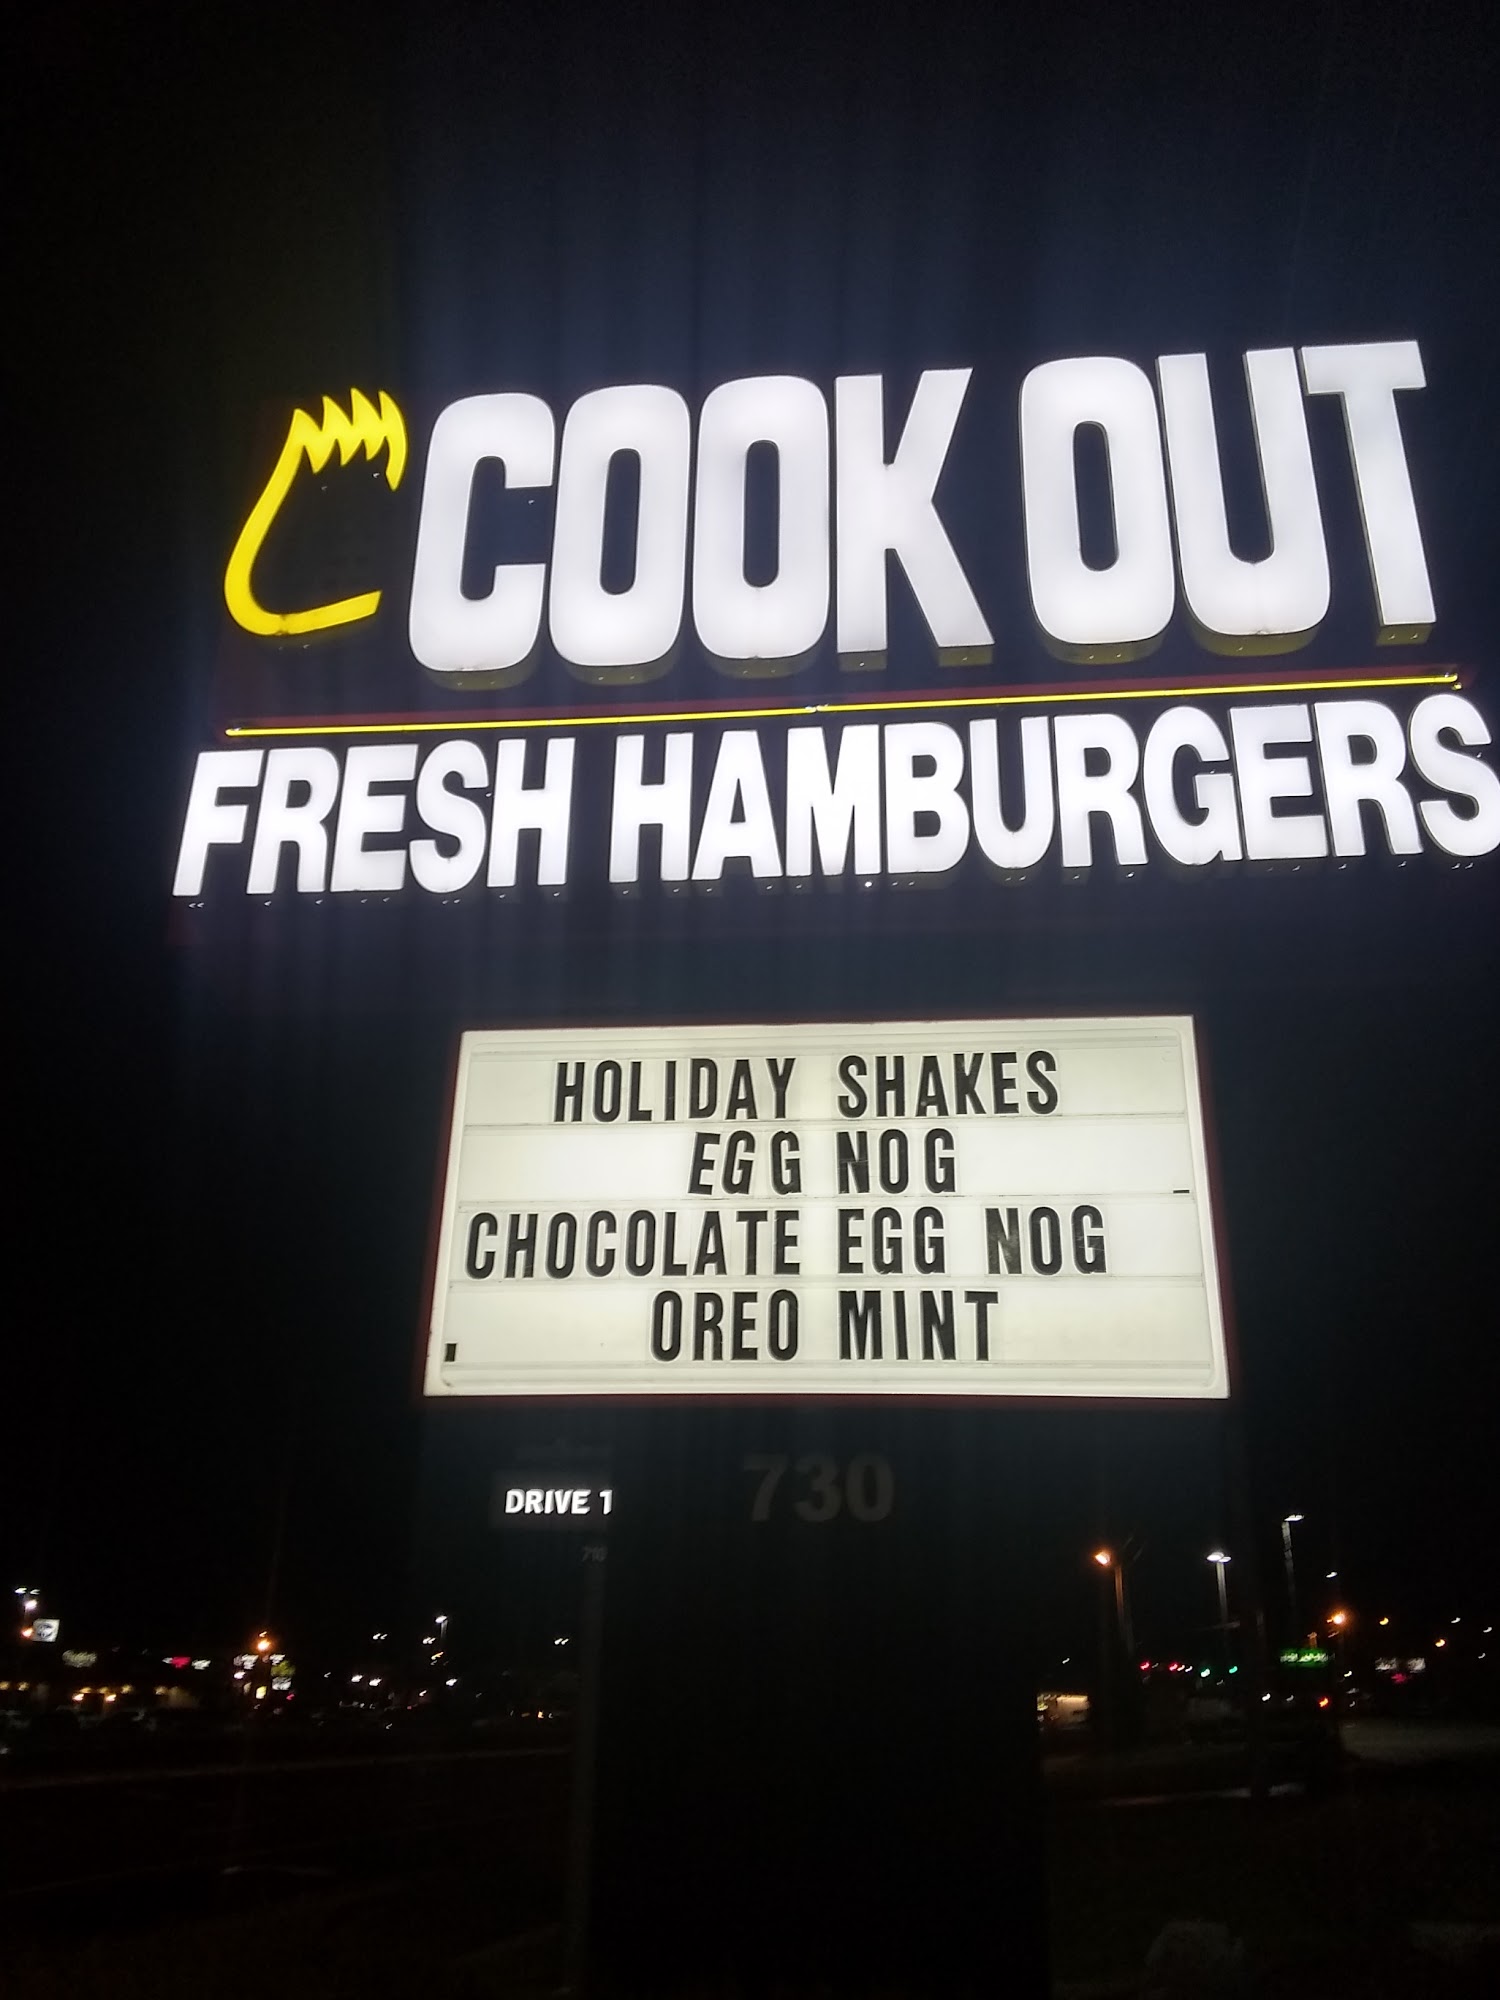 COOK OUT
FRESH HAMBURGERS
HOLIDAY SHAKES
EGG NOG
CHOCOLATE EGG NOG
OREO MINT
730
DRIVE 1